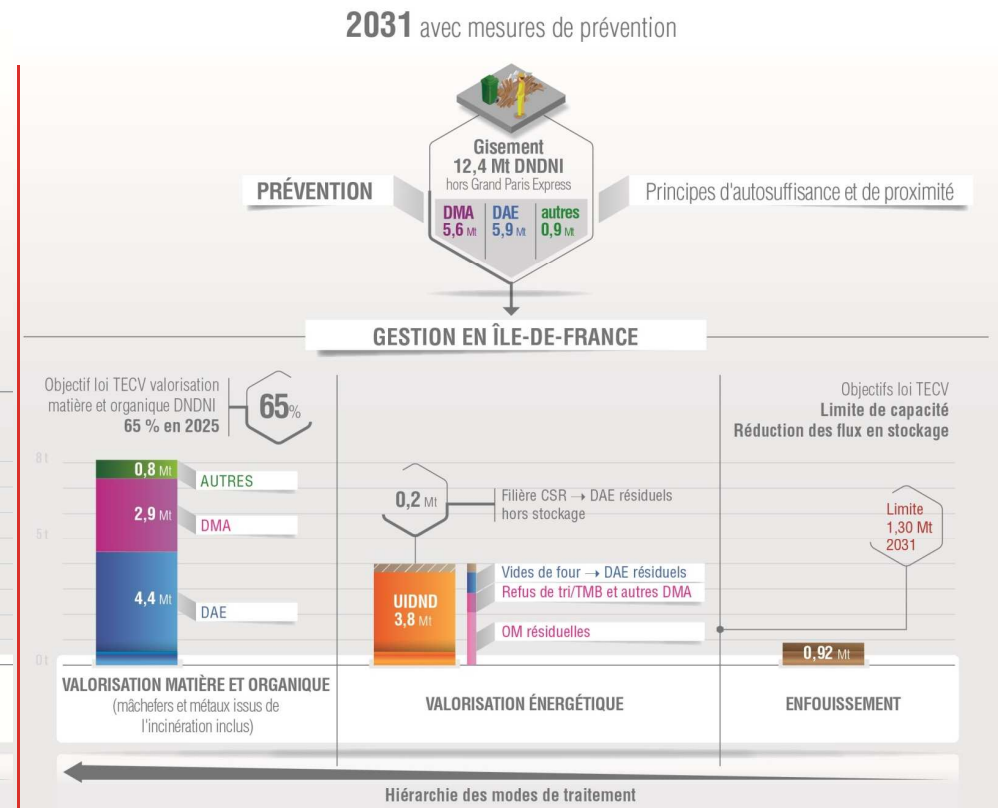 2031 avec mesures de prévention
Gisement
12,4 Mt DNDNI
hors Grand Paris Express
PRÉVENTION
Principes d'autosuffisance et de proximité
DMA
5,6 Mt
DAE
5,9 Mt
autres
0,9 Mt
GESTION EN ÎLE-DE-FRANCE
Objectif loi TECV valorisation
matière et organique DNDNI
65 % en 2025
65%
Objectifs loi TECV
Limite de capacité
Réduction des flux en stockage
8 t
5 t
0 t
0,8 Mt
AUTRES
2,9 Mt
DMA
4,4 Mt
DAE
0,2 Mt
Filière CSR → DAE résiduels
hors stockage
UIDND
3,8 Mt
Vides de four → DAE résiduels
Refus de tri/TMB et autres DMA
OM résiduelles
Limite
1,30 Mt
2031
0,92 Mt
VALORISATION MATIÈRE ET ORGANIQUE
(mâchefers et métaux issus de
l'incinération inclus)
VALORISATION ÉNERGÉTIQUE
ENFOUISSEMENT
Hiérarchie des modes de traitement